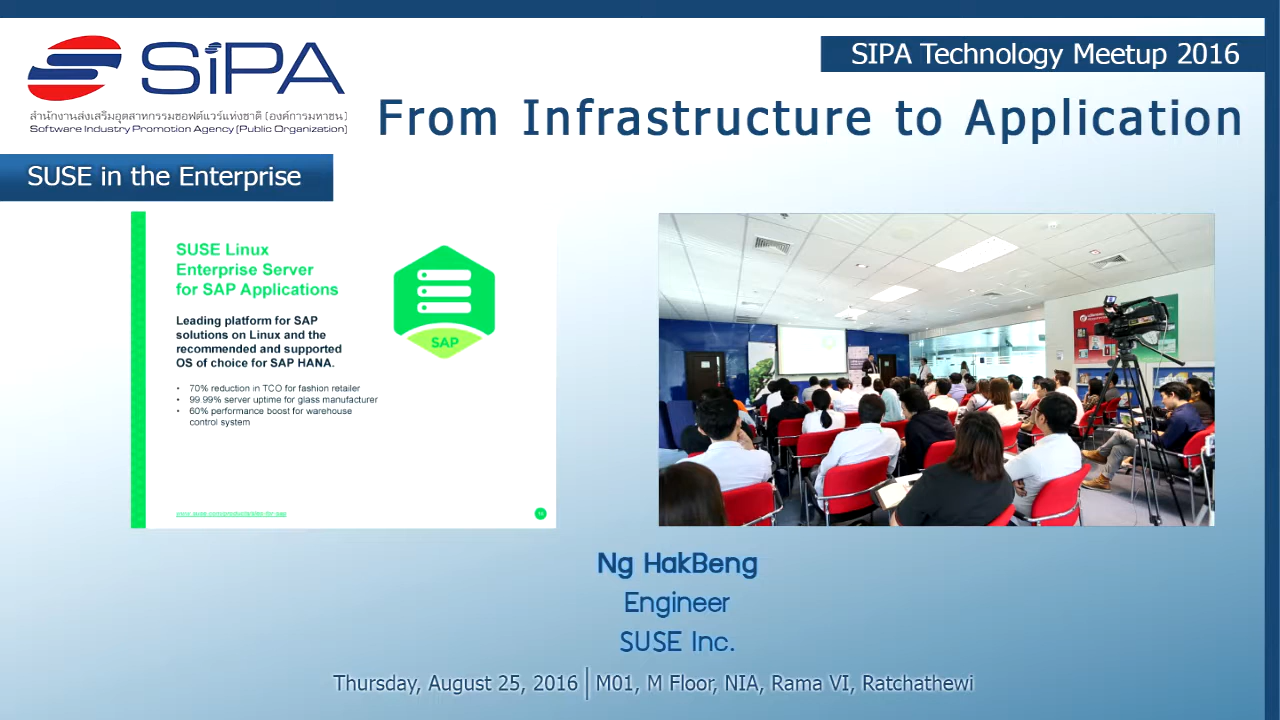 SIPA
สำนักงานส่งเสริมอุตสาหกรรมซอฟต์แวร์แห่งชาติ (องค์การมหาชน)
Software Industry Promotion Agency (Public Organization)
SIPA Technology Meetup 2016
From Infrastructure to Application
SUSE in the Enterprise
SUSE Linux
Enterprise Server
for SAP Applications
Leading platform for SAP
solutions on Linux and the
recommended and supported
OS of choice for SAP HANA.
• 70% reduction in TCO for fashion retailer
• 99.99% server uptime for glass manufacturer
• 60% performance boost for warehouse
control system
SAP
Ng HakBeng
Engineer
SUSE Inc.
Thursday, August 25, 2016 | M01, M Floor, NIA, Rama VI, Ratchathewi